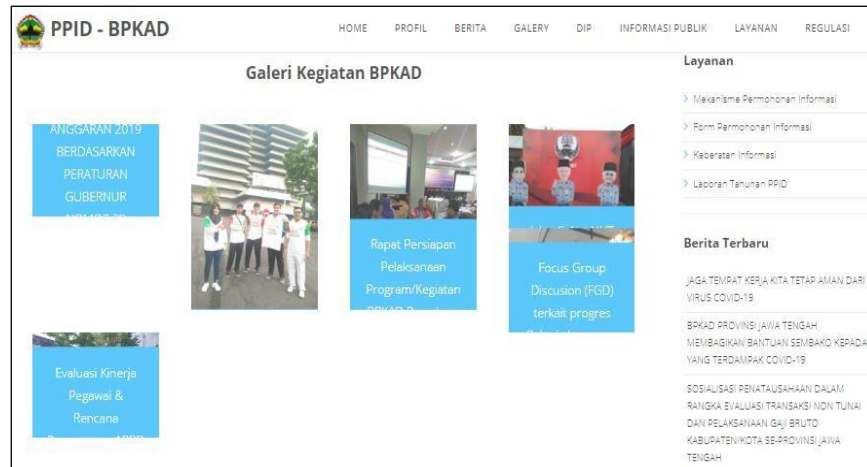 PPID - BPKAD
HOME PROFIL BERITA GALERY DIP INFORMASI PUBLIK LAYANAN REGULASI
Galeri Kegiatan BPKAD
ANGGARAN 2019
BERDASARKAN
PERATURAN
GUBERNUR
Rapat Persiapan
Pelaksanaan
Program/Kegiatan
Focus Group
Discusion (FGD)
terkait progres
Evaluasi Kinerja
Pegawai &
Rencana
Layanan
Mekanisme Permohonan Informasi
Form Permohonan Informasi
Keberatan Informasi
Laporan Tahunan PPID
Berita Terbaru
JAGA TEMPAT KERJA KITA TETAP AMAN DARI
VIRUS COVID-19
BPKAD PROVINSI JAWA TENGAH
MEMBAGIKAN BANTUAN SEMBAKO KEPADA
YANG TERDAMPAK COVID-19
SOSIALISASI PENATAUSAHAAN DALAM
RANGKA EVALUASI TRANSAKSI NON TUNAI
DAN PELAKSANAAN GAJI BRUTO
KABUPATEN/KOTA SE-PROVINSI JAWA
TENGAH